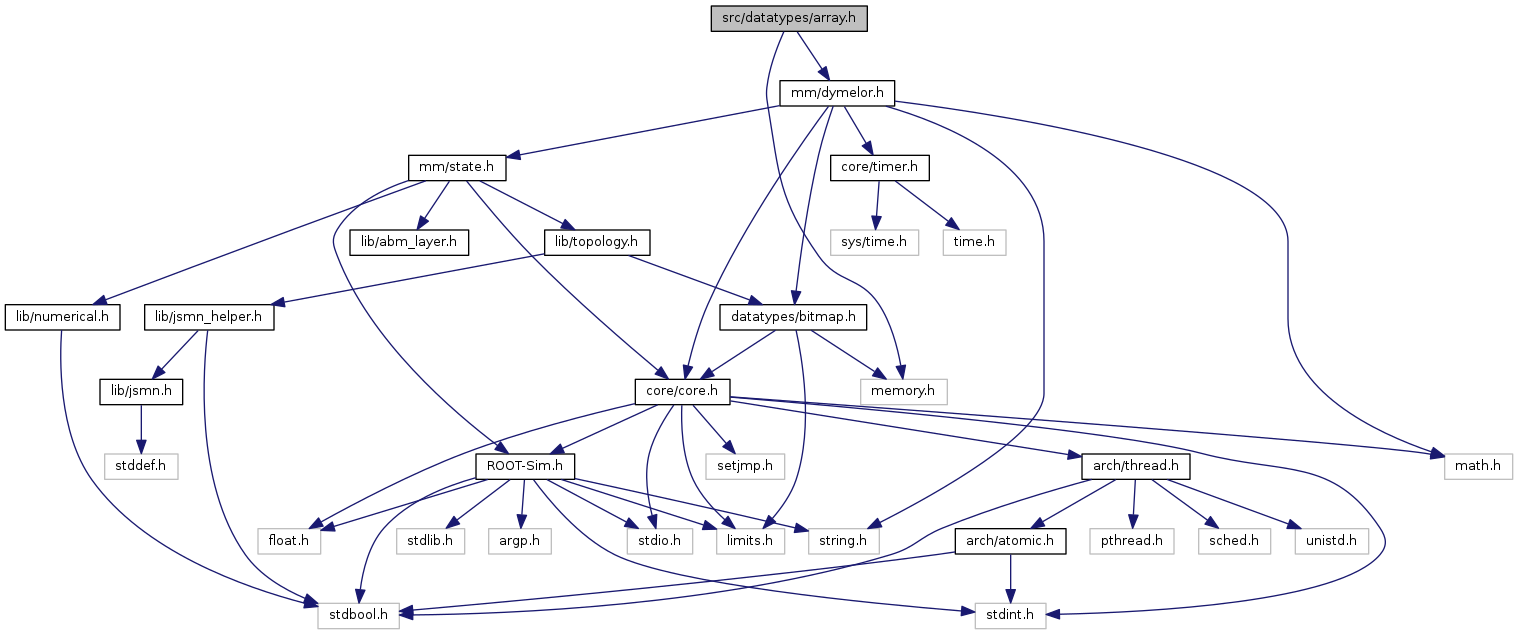 src/datatypes/array.h
mm/dymelor.h
mm/state.h
core/timer.h
lib/abm_layer.h
lib/topology.h
sys/time.h
time.h
lib/numerical.h
lib/jsmn_helper.h
datatypes/bitmap.h
lib/jsmn.h
core/core.h
memory.h
stddef.h
ROOT-Sim.h
setjmp.h
arch/thread.h
math.h
float.h
stdlib.h
argp.h
stdio.h
limits.h
string.h
arch/atomic.h
pthread.h
sched.h
unistd.h
stdbool.h
stdint.h